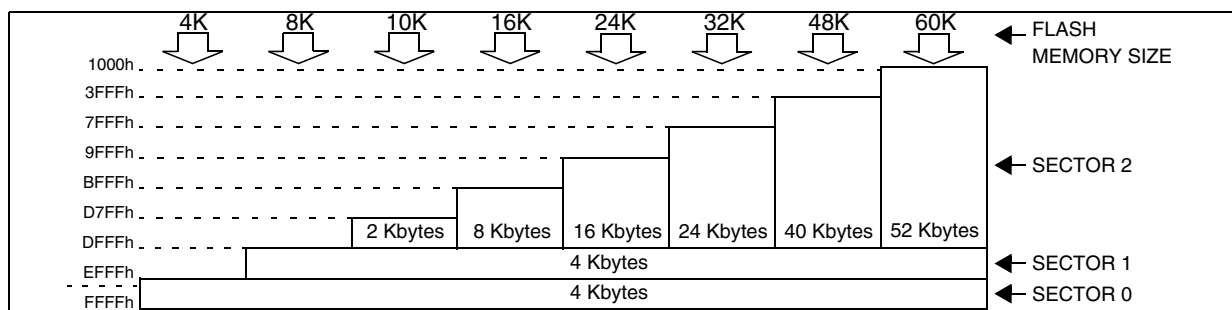 4K 8K 10K 16K 24K 32K 48K 60K
FLASH
MEMORY SIZE
1000h
3FFFh
7FFFh
9FFFh
SECTOR 2
BFFFh
D7FFh
2 Kbytes 8 Kbytes 16 Kbytes 24 Kbytes 40 Kbytes 52 Kbytes
DFFFh
4 Kbytes
SECTOR 1
EFFFh
4 Kbytes
SECTOR 0
FFFFh